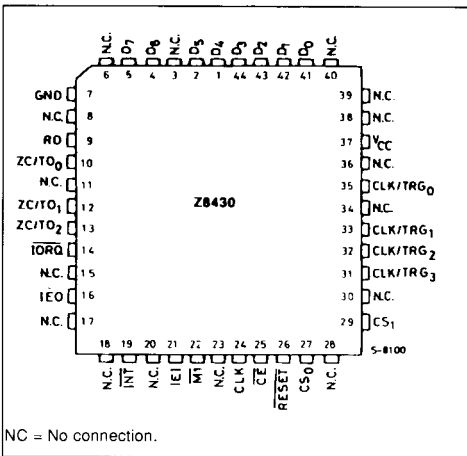 N.C. D7 D6 N.C. D5 D4 D3 D2 D1 D0 N.C.
6 5 4 3 2 1 44 43 42 41 40
GND 7
N.C. 8
RD 9
ZC/TO0 10
N.C. 11
ZC/TO1 12
ZC/TO2 13
IORQ 14
N.C. 15
IEO 16
N.C. 17
Z8430
39 N.C.
38 N.C.
37 VCC
36 N.C.
35 CLK/TRG0
34 N.C.
33 CLK/TRG1
32 CLK/TRG2
31 CLK/TRG3
30 N.C.
29 CS1
S-8100
18 19 20 21 22 23 24 25 26 27 28
N.C. INT N.C. IEI M1 N.C. CLK CE RESET CS0 N.C.
NC = No connection.